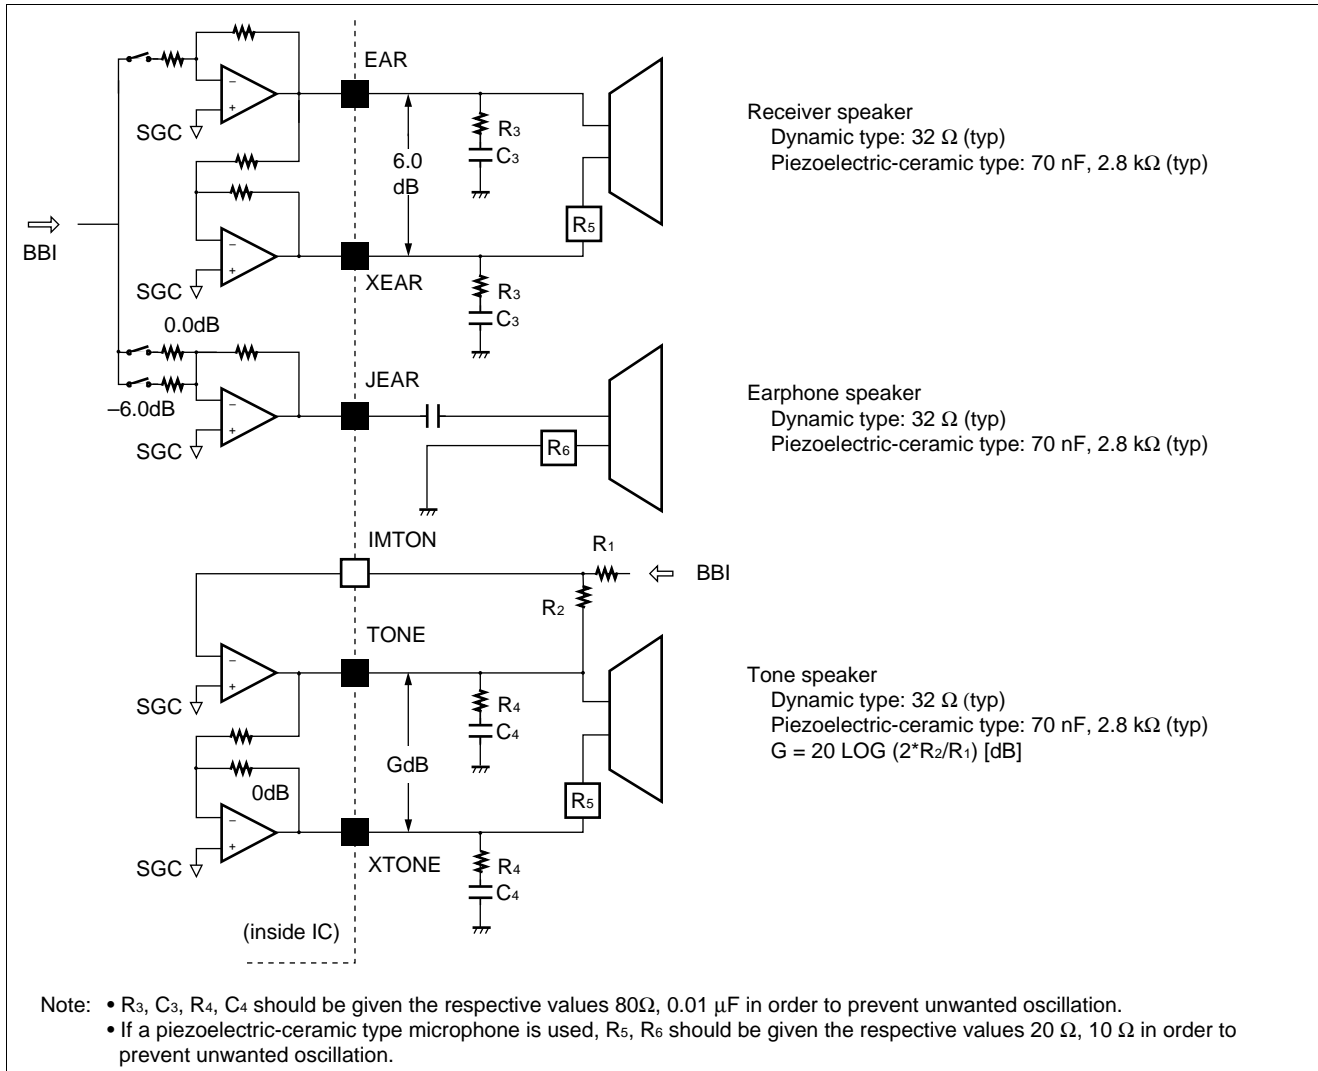 EAR
SGC
R3
C3
6.0
dB
Receiver speaker
Dynamic type: 32 Ω (typ)
Piezoelectric-ceramic type: 70 nF, 2.8 kΩ (typ)
BBI
R5
SGC
XEAR
R3
C3
0.0dB
JEAR
–6.0dB
SGC
R6
Earphone speaker
Dynamic type: 32 Ω (typ)
Piezoelectric-ceramic type: 70 nF, 2.8 kΩ (typ)
IMTON
R1
BBI
R2
TONE
SGC
R4
C4
GdB
Tone speaker
Dynamic type: 32 Ω (typ)
Piezoelectric-ceramic type: 70 nF, 2.8 kΩ (typ)
G = 20 LOG (2*R2/R1) [dB]
0dB
R5
SGC
XTONE
R4
C4
(inside IC)
Note: • R3, C3, R4, C4 should be given the respective values 80Ω, 0.01 μF in order to prevent unwanted oscillation.
• If a piezoelectric-ceramic type microphone is used, R5, R6 should be given the respective values 20 Ω, 10 Ω in order to
prevent unwanted oscillation.